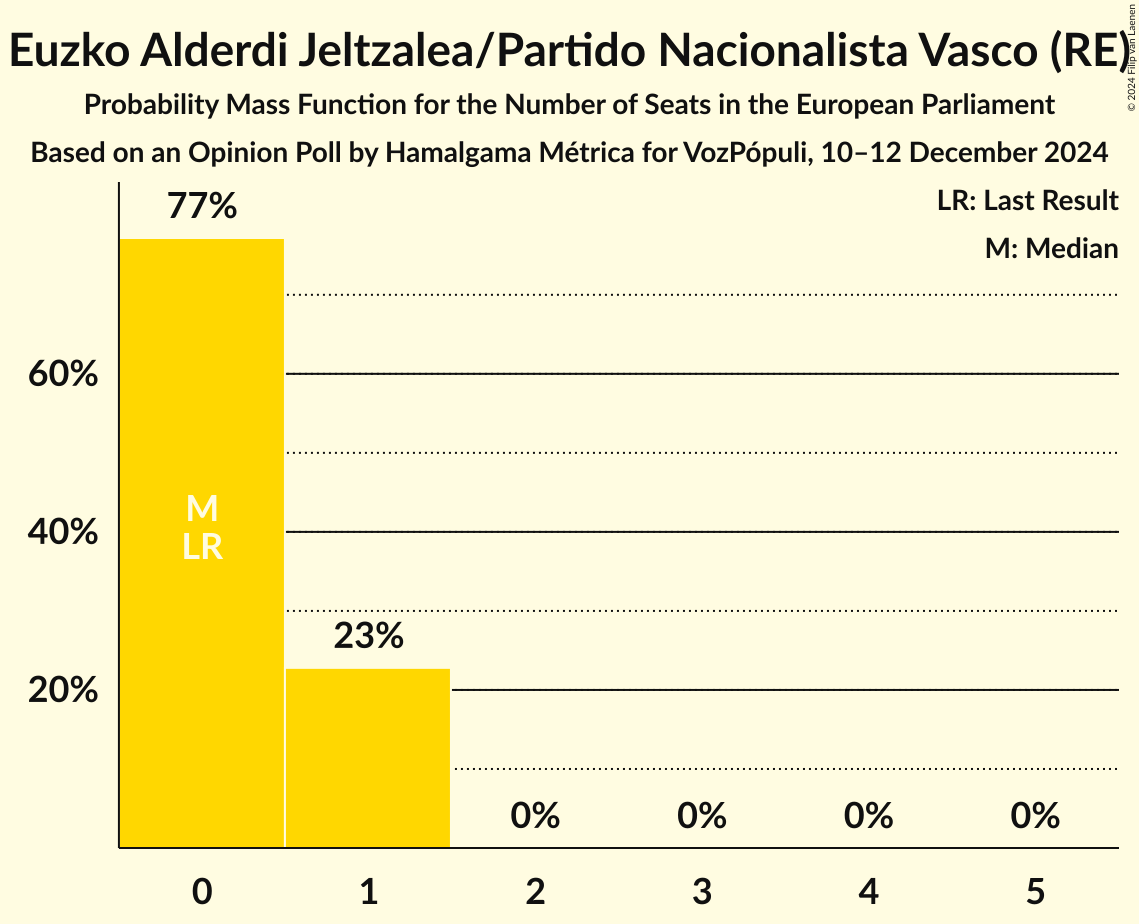 Euzko Alderdi Jeltzalea/Partido Nacionalista Vasco (RE)
© 2024 Filip van Laenen
Probability Mass Function for the Number of Seats in the European Parliament
Based on an Opinion Poll by Hamalgama Métrica for VozPópuli, 10–12 December 2024
LR: Last Result
M: Median
77%
60%
40%
20%
M
LR
23%
0% 0% 0% 0%
0 1 2 3 4 5